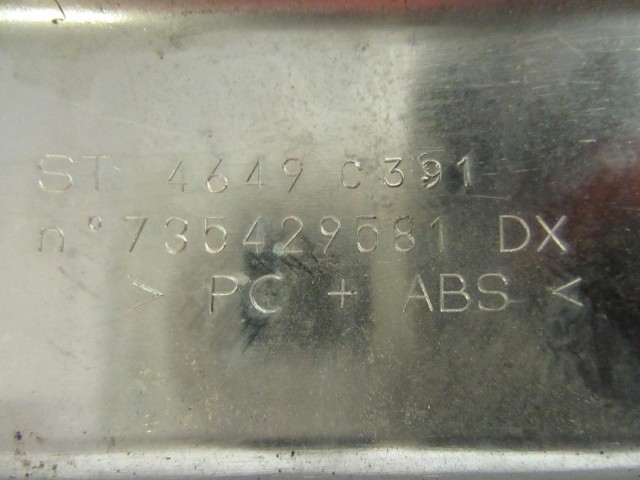 ST 4649 C391
n°735429581 DX
> PC + ABS <